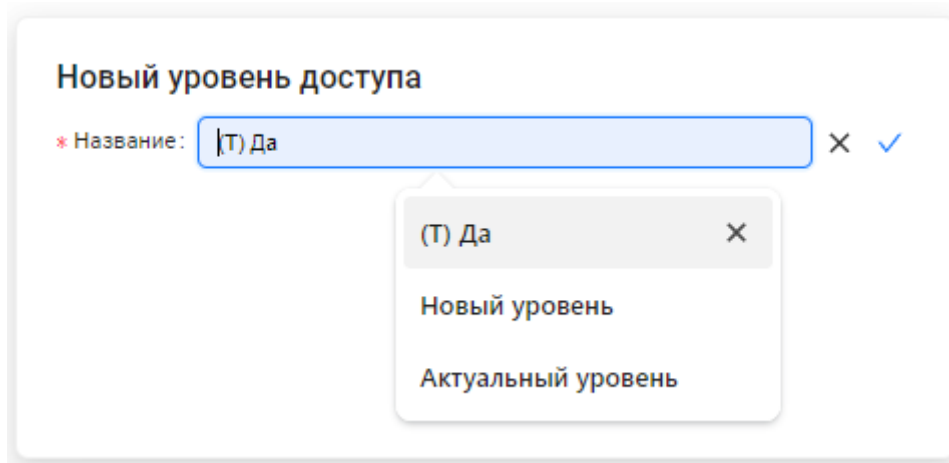 Новый уровень доступа
* Название: (Т) Да
(Т) Да
Новый уровень
Актуальный уровень